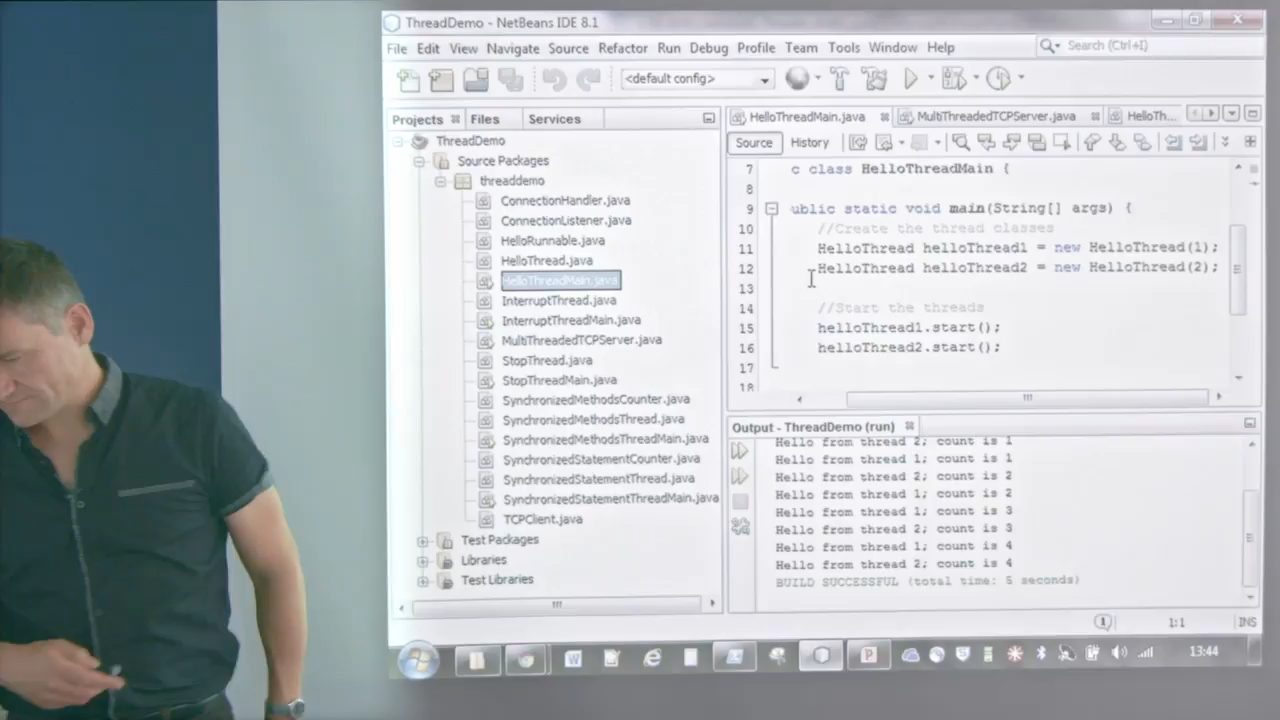 ThreadDemo - NetBeans IDE 8.1
File Edit View Navigate Source Refactor Run Debug Profile Team Tools Window Help
Search (Ctrl+I)
<default config>
Projects Files Services
ThreadDemo
Source Packages
threaddemo
ConnectionHandler.java
ConnectionListener.java
HelloRunnable.java
HelloThread.java
HelloThreadMain.java
InterruptThread.java
InterruptThreadMain.java
MultiThreadedTCPServer.java
StopThread.java
StopThreadMain.java
SynchronizedMethodsCounter.java
SynchronizedMethodsThread.java
SynchronizedMethodsThreadMain.java
SynchronizedStatementCounter.java
SynchronizedStatementThread.java
SynchronizedStatementThreadMain.java
TCPClient.java
Test Packages
Libraries
Test Libraries
HelloThreadMain.java MultiThreadedTCPServer.java HelloTh...
Source History
7 c class HelloThreadMain {
8
9 ublic static void main(String[] args) {
10 //Create the thread classes
11 HelloThread helloThread1 = new HelloThread(1);
12 HelloThread helloThread2 = new HelloThread(2);
13
14 //Start the threads
15 helloThread1.start();
16 helloThread2.start();
17
18
Output - ThreadDemo (run)
Hello from thread 2; count is 1
Hello from thread 1; count is 1
Hello from thread 2; count is 2
Hello from thread 1; count is 2
Hello from thread 1; count is 3
Hello from thread 2; count is 3
Hello from thread 1; count is 4
Hello from thread 2; count is 4
BUILD SUCCESSFUL (total time: 5 seconds)
1:1 INS
13:44